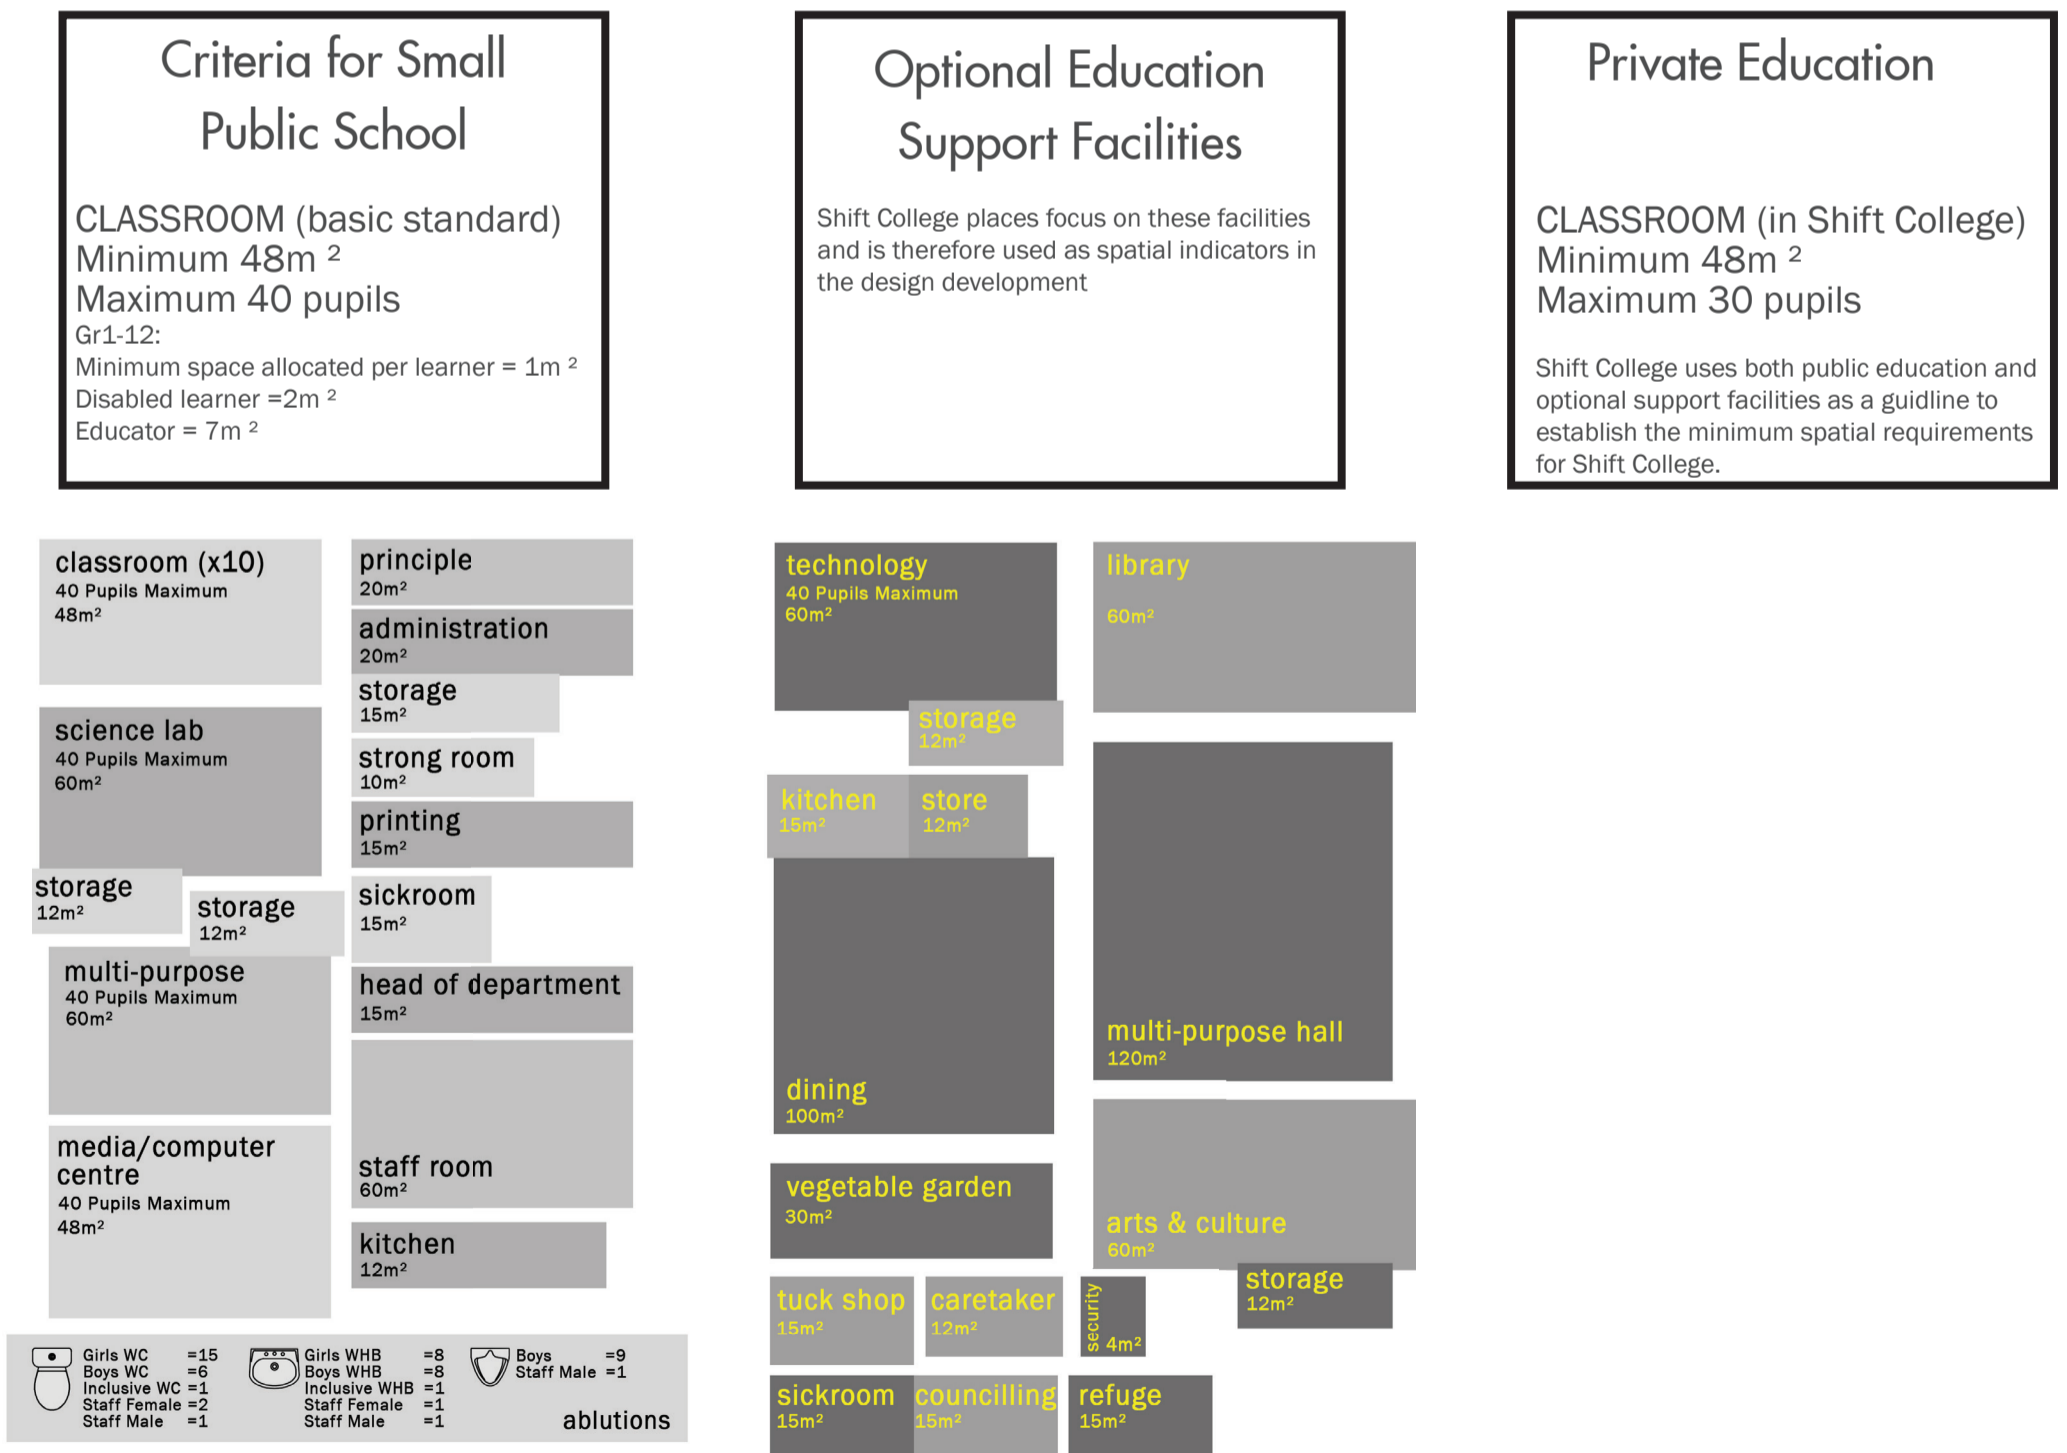 Criteria for Small
Public School
CLASSROOM (basic standard)
Minimum 48m ²
Maximum 40 pupils
Gr1-12:
Minimum space allocated per learner = 1m ²
Disabled learner =2m ²
Educator = 7m ²
Optional Education
Support Facilities
Shift College places focus on these facilities
and is therefore used as spatial indicators in
the design development
Private Education
CLASSROOM (in Shift College)
Minimum 48m ²
Maximum 30 pupils
Shift College uses both public education and
optional support facilities as a guidline to
establish the minimum spatial requirements
for Shift College.
classroom (x10)
40 Pupils Maximum
48m²
science lab
40 Pupils Maximum
60m²
storage
12m²
storage
12m²
multi-purpose
40 Pupils Maximum
60m²
media/computer
centre
40 Pupils Maximum
48m²
principle
20m²
administration
20m²
storage
15m²
strong room
10m²
printing
15m²
sickroom
15m²
head of department
15m²
staff room
60m²
kitchen
12m²
Girls WC =15
Boys WC =6
Inclusive WC =1
Staff Female =2
Staff Male =1
Girls WHB =8
Boys WHB =8
Inclusive WHB =1
Staff Female =1
Staff Male =1
Boys =9
Staff Male =1
ablutions
technology
40 Pupils Maximum
60m²
storage
12m²
kitchen
15m²
store
12m²
dining
100m²
vegetable garden
30m²
tuck shop
15m²
caretaker
12m²
security
4m²
sickroom
15m²
councilling
15m²
refuge
15m²
library
60m²
multi-purpose hall
120m²
arts & culture
60m²
storage
12m²